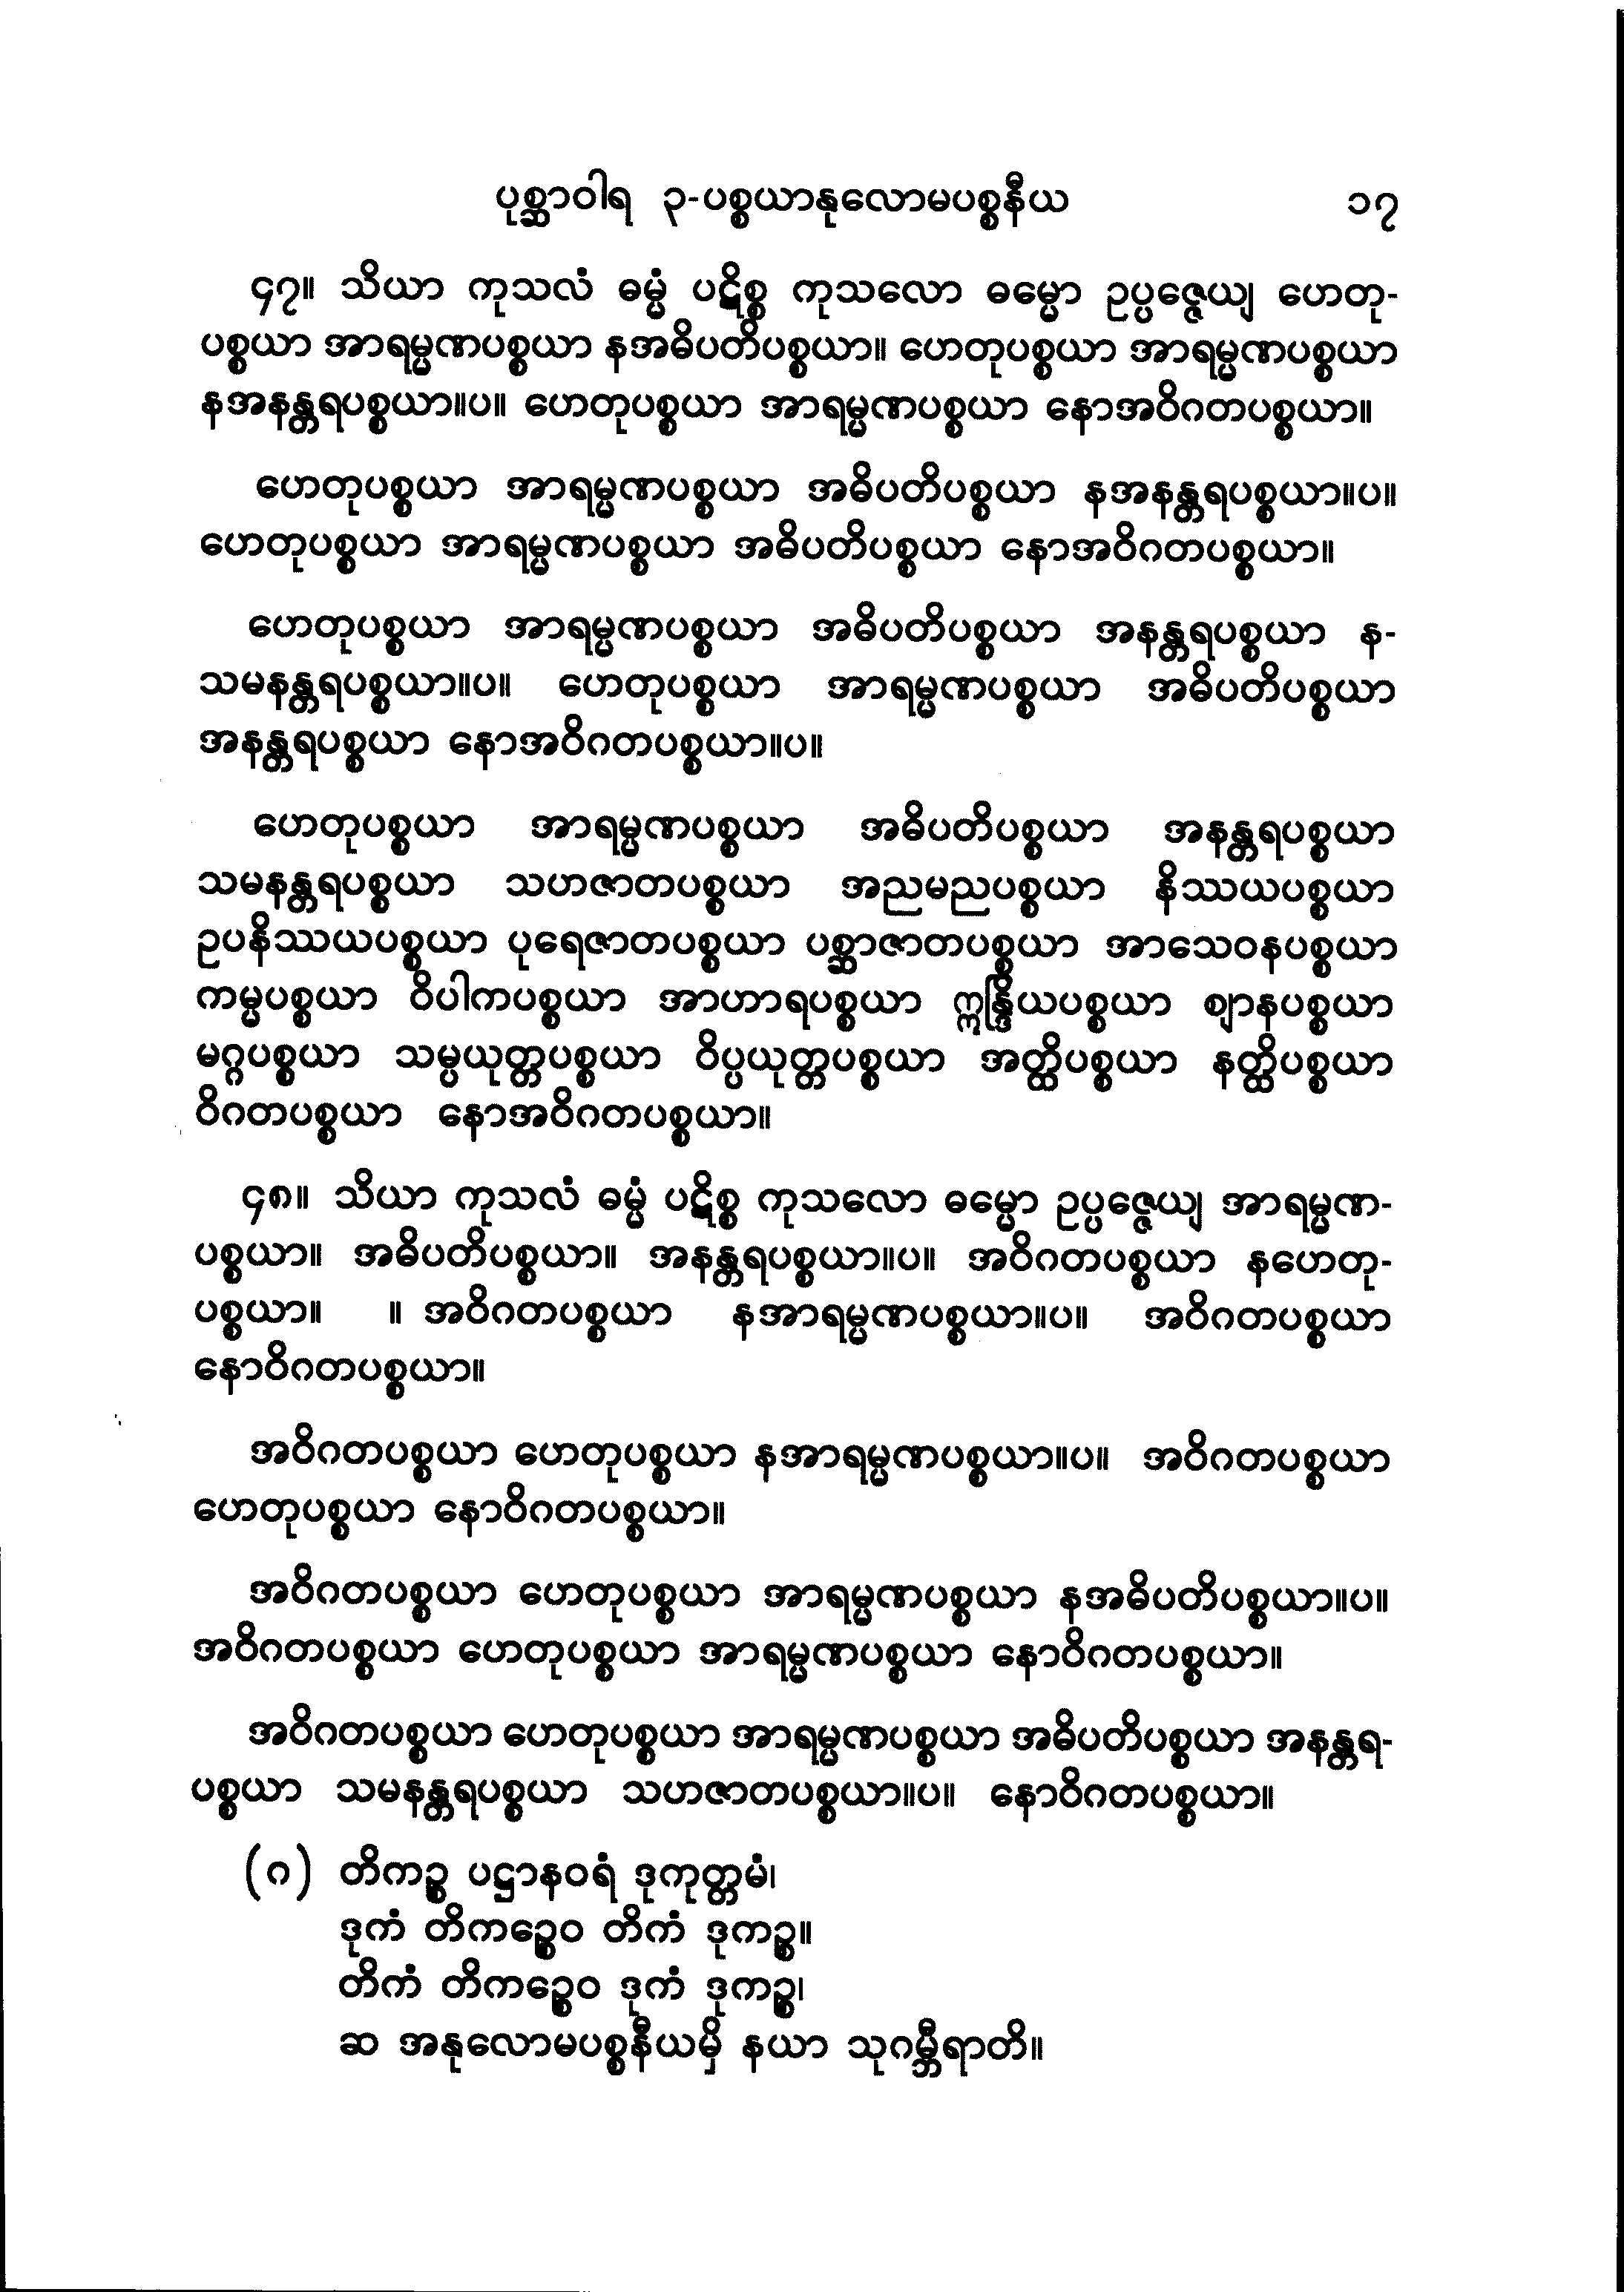 ပုစ္ဆာဝါရ ၃-ပစ္စယာနုလောမပစ္စနီယ ၁၇
၄၇။ သိယာ ကုသလံ ဓမ္မံ ပဋိစ္စ ကုသလော ဓမ္မော ဥပ္ပဇ္ဇေယျ ဟေတု-
ပစ္စယာ အာရမ္မဏပစ္စယာ နအဓိပတိပစ္စယာ။ ဟေတုပစ္စယာ အာရမ္မဏပစ္စယာ
နအနန္တရပစ္စယာ။ပ။ ဟေတုပစ္စယာ အာရမ္မဏပစ္စယာ နောအဝိဂတပစ္စယာ။
ဟေတုပစ္စယာ အာရမ္မဏပစ္စယာ အဓိပတိပစ္စယာ နအနန္တရပစ္စယာ။ပ။
ဟေတုပစ္စယာ အာရမ္မဏပစ္စယာ အဓိပတိပစ္စယာ နောအဝိဂတပစ္စယာ။
ဟေတုပစ္စယာ အာရမ္မဏပစ္စယာ အဓိပတိပစ္စယာ အနန္တရပစ္စယာ န-
သမနန္တရပစ္စယာ။ပ။ ဟေတုပစ္စယာ အာရမ္မဏပစ္စယာ အဓိပတိပစ္စယာ
အနန္တရပစ္စယာ နောအဝိဂတပစ္စယာ။ပ။
ဟေတုပစ္စယာ အာရမ္မဏပစ္စယာ အဓိပတိပစ္စယာ အနန္တရပစ္စယာ
သမနန္တရပစ္စယာ သဟဇာတပစ္စယာ အညမညပစ္စယာ နိဿယပစ္စယာ
ဥပနိဿယပစ္စယာ ပုရေဇာတပစ္စယာ ပစ္ဆာဇာတပစ္စယာ အာသေဝနပစ္စယာ
ကမ္မပစ္စယာ ဝိပါကပစ္စယာ အာဟာရပစ္စယာ ဣန္ဒြိယပစ္စယာ ဈာနပစ္စယာ
မဂ္ဂပစ္စယာ သမ္ပယုတ္တပစ္စယာ ဝိပ္ပယုတ္တပစ္စယာ အတ္ထိပစ္စယာ နတ္ထိပစ္စယာ
ဝိဂတပစ္စယာ နောအဝိဂတပစ္စယာ။
၄၈။ သိယာ ကုသလံ ဓမ္မံ ပဋိစ္စ ကုသလော ဓမ္မော ဥပ္ပဇ္ဇေယျ အာရမ္မဏ-
ပစ္စယာ။ အဓိပတိပစ္စယာ။ အနန္တရပစ္စယာ။ပ။ အဝိဂတပစ္စယာ နဟေတု-
ပစ္စယာ။ ။ အဝိဂတပစ္စယာ နအာရမ္မဏပစ္စယာ။ပ။ အဝိဂတပစ္စယာ
နောဝိဂတပစ္စယာ။
အဝိဂတပစ္စယာ ဟေတုပစ္စယာ နအာရမ္မဏပစ္စယာ။ပ။ အဝိဂတပစ္စယာ
ဟေတုပစ္စယာ နောဝိဂတပစ္စယာ။
အဝိဂတပစ္စယာ ဟေတုပစ္စယာ အာရမ္မဏပစ္စယာ နအဓိပတိပစ္စယာ။ပ။
အဝိဂတပစ္စယာ ဟေတုပစ္စယာ အာရမ္မဏပစ္စယာ နောဝိဂတပစ္စယာ။
အဝိဂတပစ္စယာ ဟေတုပစ္စယာ အာရမ္မဏပစ္စယာ အဓိပတိပစ္စယာ အနန္တရ-
ပစ္စယာ သမနန္တရပစ္စယာ သဟဇာတပစ္စယာ။ပ။ နောဝိဂတပစ္စယာ။
(ဂ) တိကဉ္စ ပဋ္ဌာနဝရံ ဒုကုတ္တမံ၊
ဒုကံ တိကဉ္စေဝ တိကံ ဒုကဉ္စ။
တိကံ တိကဉ္စေဝ ဒုကံ ဒုကဉ္စ၊
ဆ အနုလောမပစ္စနီယမှိ နယာ သုဂမ္ဘီရာတိ။